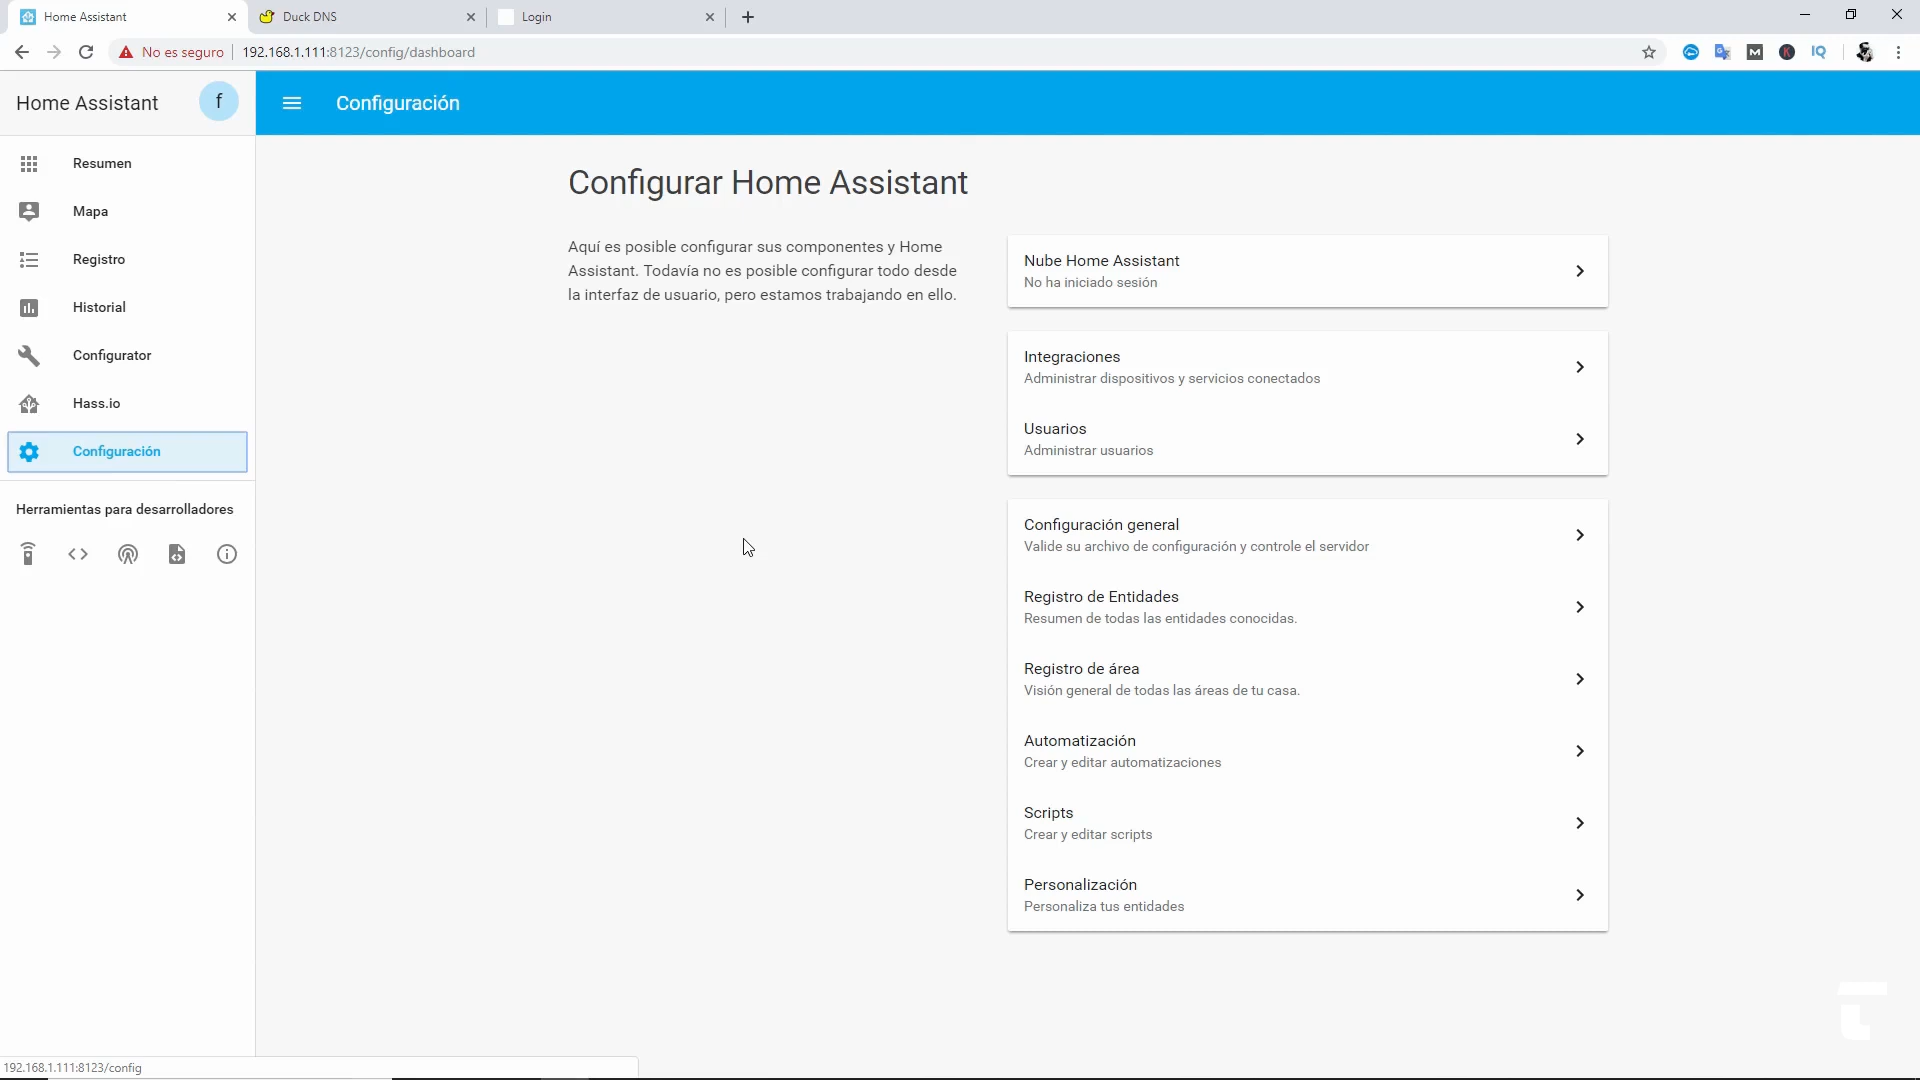 Home Assistant
Duck DNS
Login
No es seguro
192.168.1.111:8123/config/dashboard
IQ
Home Assistant
f
Configuración
Resumen
Mapa
Registro
Historial
Configurator
Hass.io
Configuración
Herramientas para desarrolladores
Configurar Home Assistant
Aquí es posible configurar sus componentes y Home
Assistant. Todavía no es posible configurar todo desde
la interfaz de usuario, pero estamos trabajando en ello.
Nube Home Assistant
No ha iniciado sesión
Integraciones
Administrar dispositivos y servicios conectados
Usuarios
Administrar usuarios
Configuración general
Valide su archivo de configuración y controle el servidor
Registro de Entidades
Resumen de todas las entidades conocidas.
Registro de área
Visión general de todas las áreas de tu casa.
Automatización
Crear y editar automatizaciones
Scripts
Crear y editar scripts
Personalización
Personaliza tus entidades
192.168.1.111:8123/config